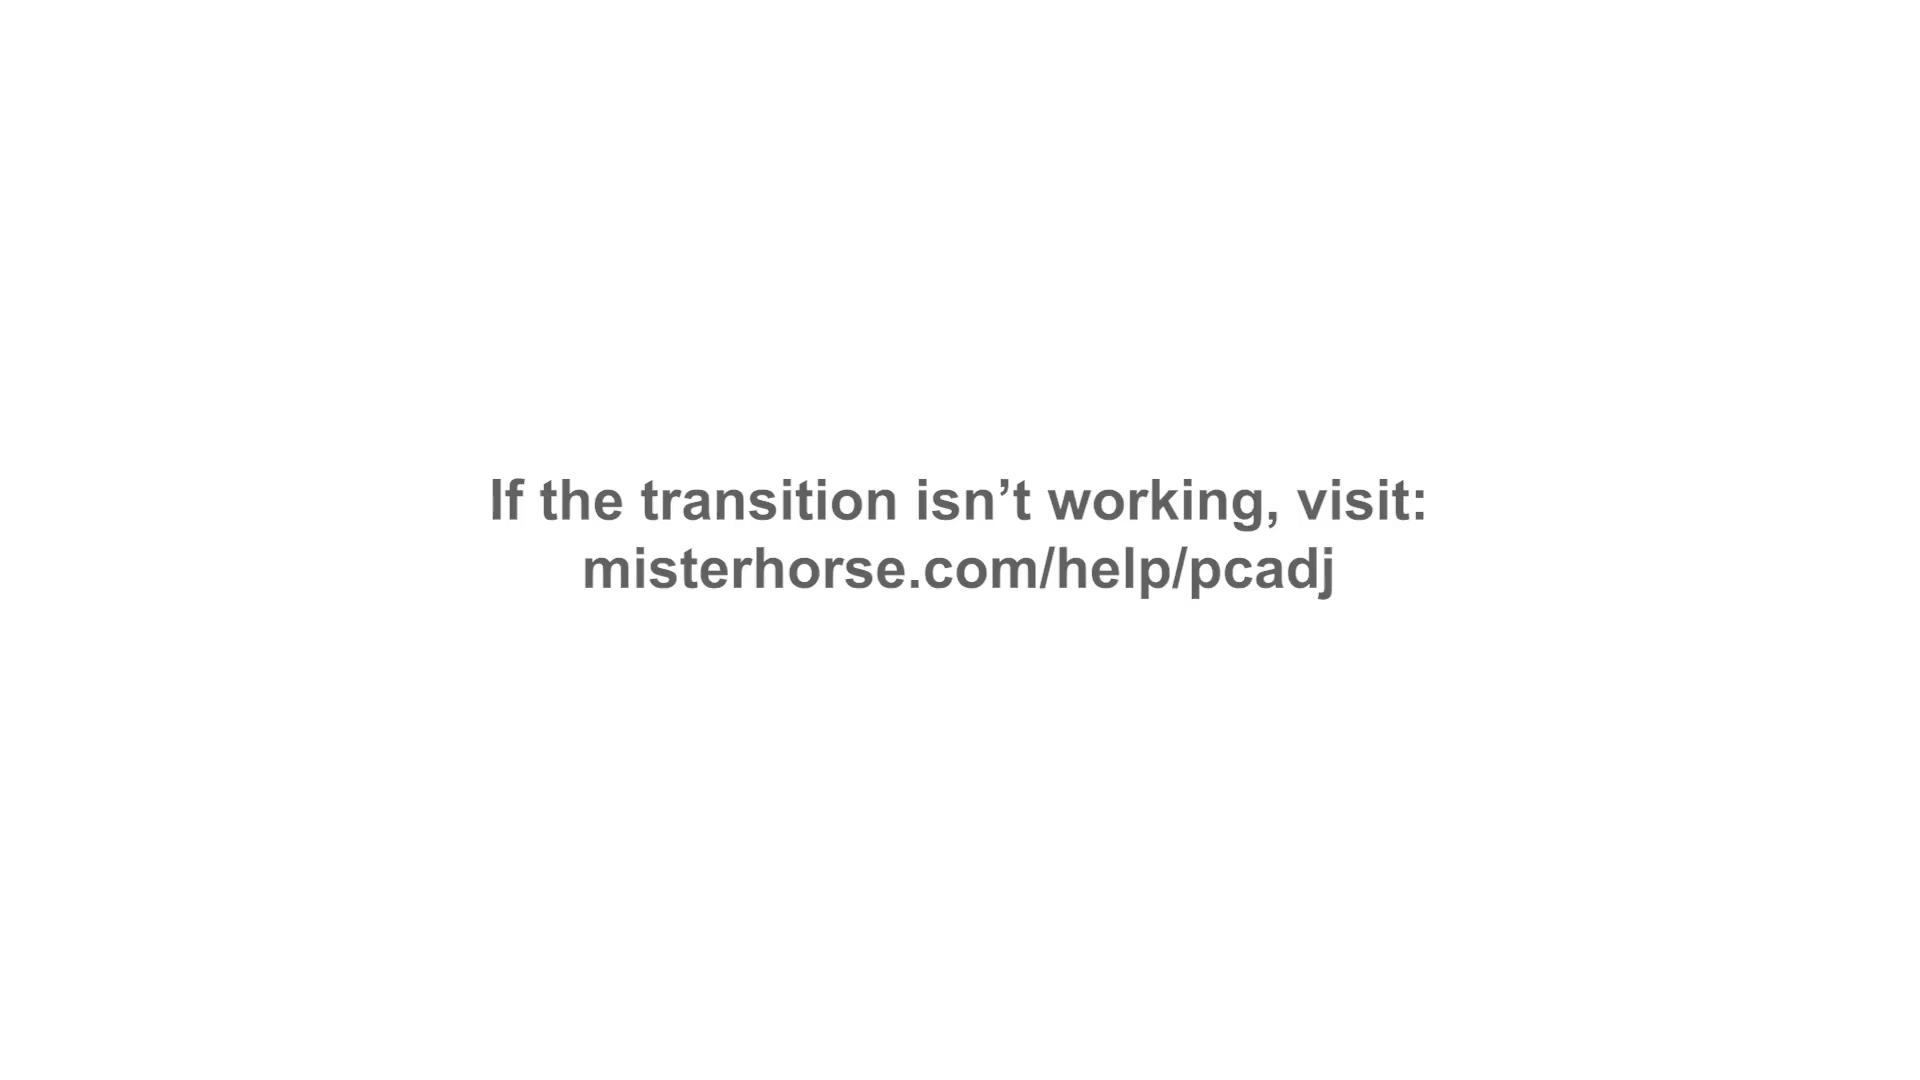 If the transition isn’t working, visit:
misterhorse.com/help/pcadj